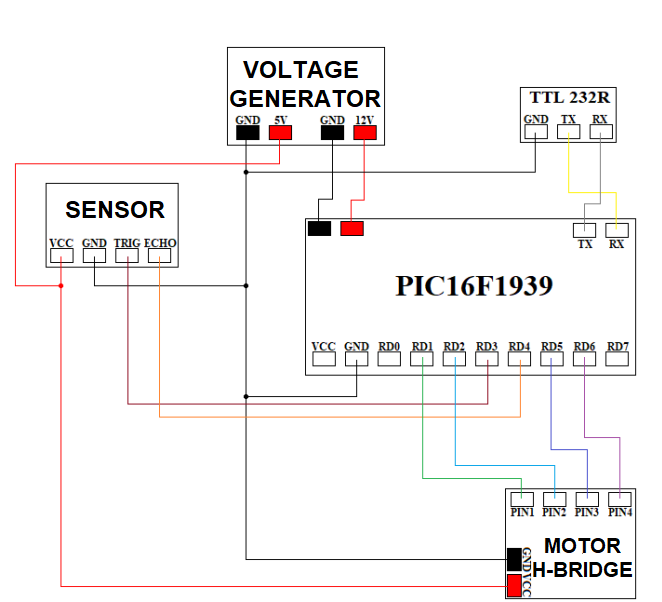 VOLTAGE
GENERATOR
GND 5V GND 12V
TTL 232R
GND TX RX
SENSOR
VCC GND TRIG ECHO
TX RX
PIC16F1939
VCC GND RD0 RD1 RD2 RD3 RD4 RD5 RD6 RD7
PIN1 PIN2 PIN3 PIN4
GND
VCC
MOTOR
H-BRIDGE